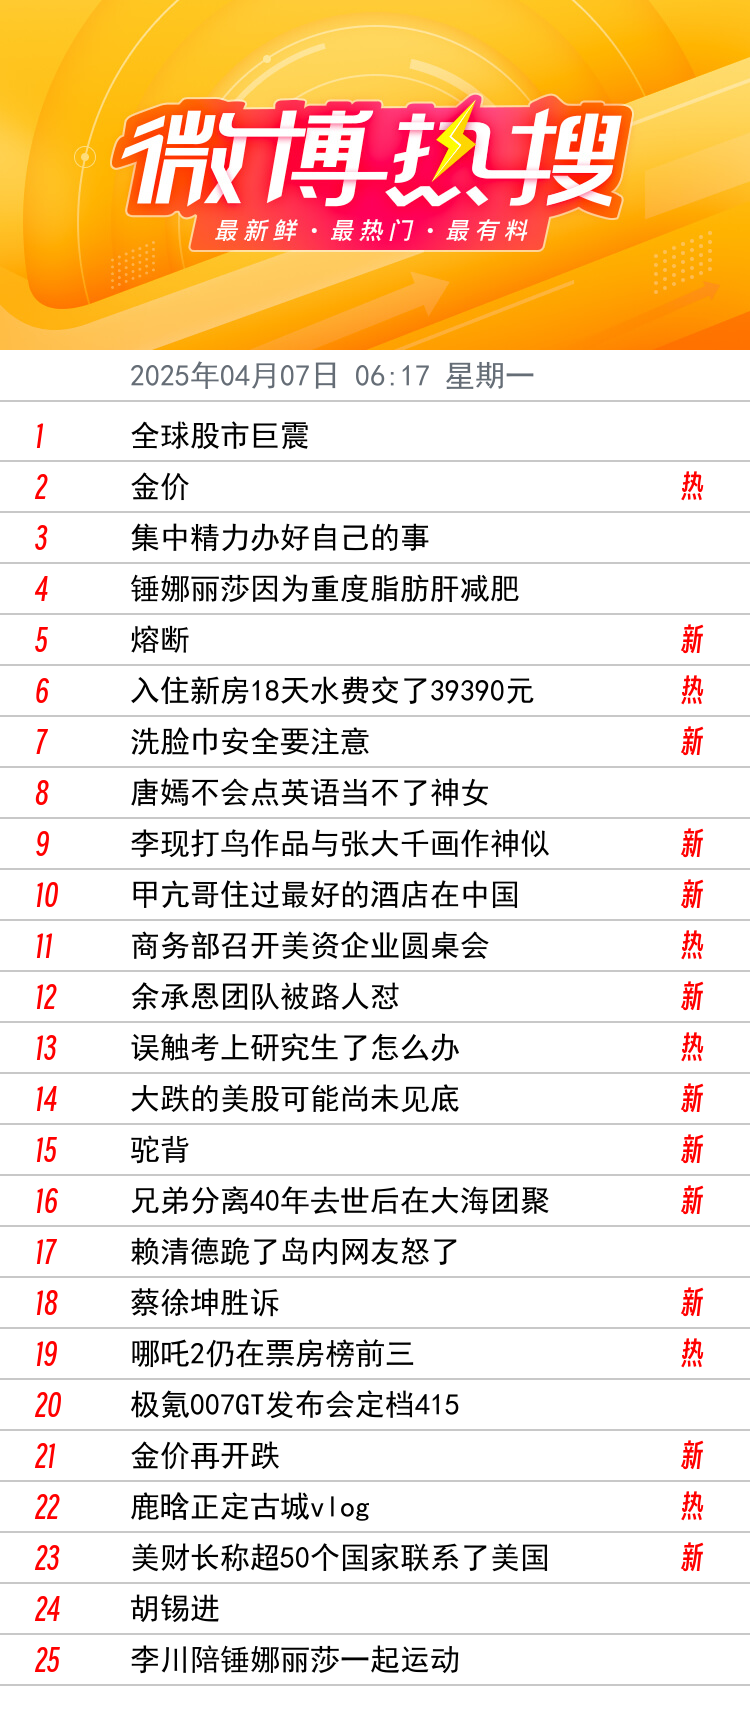 微博热搜
最新鲜·最热门·最有料
2025年04月07日 06:17 星期一
1 全球股市巨震
2 金价 热
3 集中精力办好自己的事
4 锤娜丽莎因为重度脂肪肝减肥
5 熔断 新
6 入住新房18天水费交了39390元 热
7 洗脸巾安全要注意 新
8 唐嫣不会点英语当不了神女
9 李现打鸟作品与张大千画作神似 新
10 甲亢哥住过最好的酒店在中国 新
11 商务部召开美资企业圆桌会 热
12 余承恩团队被路人怼 新
13 误触考上研究生了怎么办 热
14 大跌的美股可能尚未见底 新
15 驼背 新
16 兄弟分离40年去世后在大海团聚 新
17 赖清德跪了岛内网友怒了
18 蔡徐坤胜诉 新
19 哪吒2仍在票房榜前三 热
20 极氪007GT发布会定档415
21 金价再开跌 新
22 鹿晗正定古城vlog 热
23 美财长称超50个国家联系了美国 新
24 胡锡进
25 李川陪锤娜丽莎一起运动